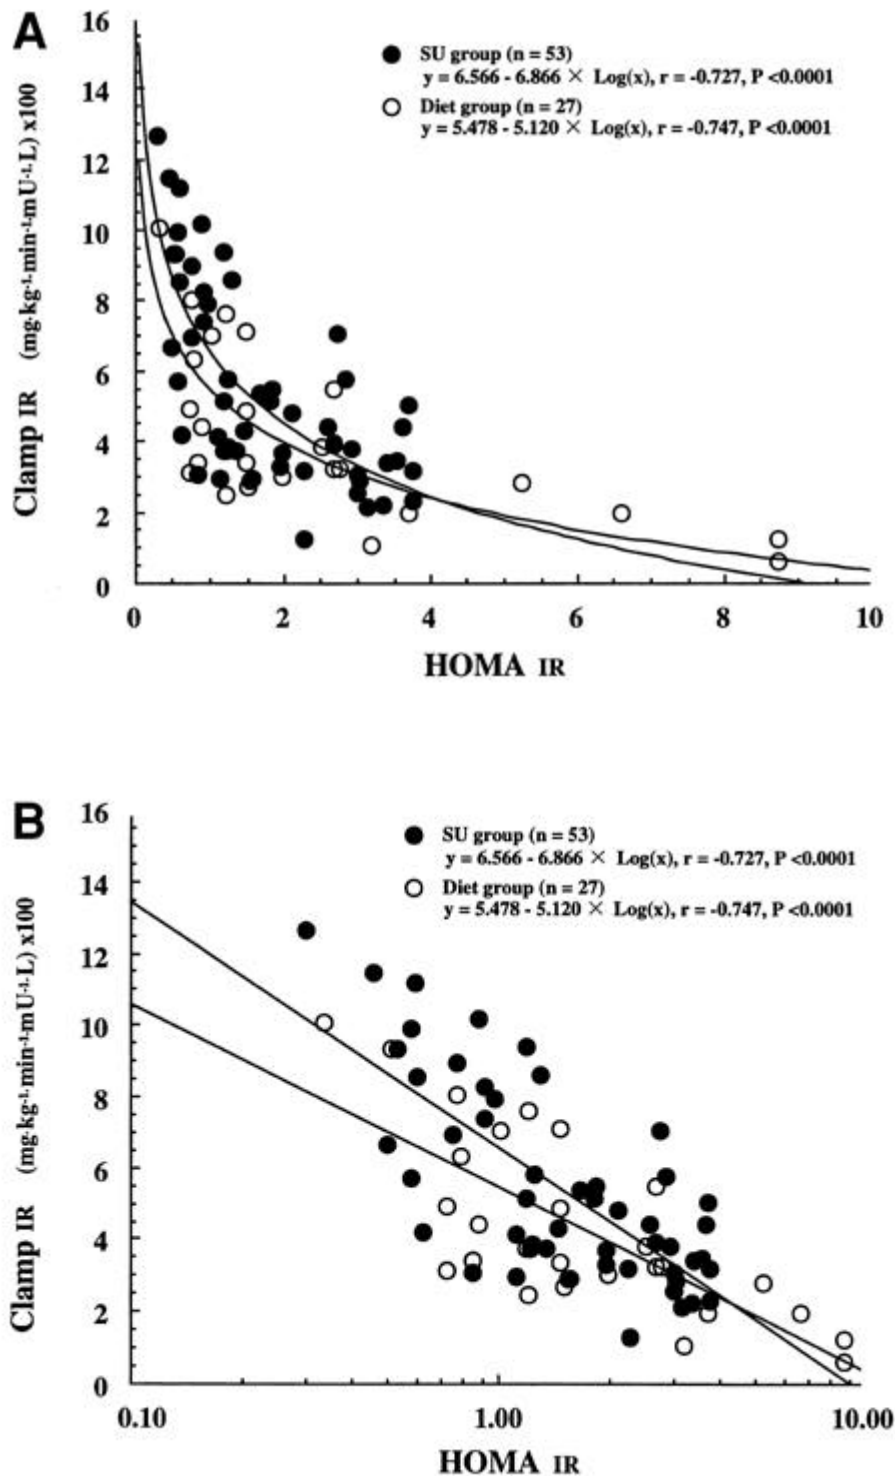 A
16
14
12
10
8
6
4
2
0
Clamp IR (mg·kg-1·min-1·mU-1·L) x100
● SU group (n = 53)
y = 6.566 - 6.866 × Log(x), r = -0.727, P <0.0001
○ Diet group (n = 27)
y = 5.478 - 5.120 × Log(x), r = -0.747, P <0.0001
0 2 4 6 8 10
HOMA IR
B
16
14
12
10
8
6
4
2
0
Clamp IR (mg·kg-1·min-1·mU-1·L) x100
● SU group (n = 53)
y = 6.566 - 6.866 × Log(x), r = -0.727, P <0.0001
○ Diet group (n = 27)
y = 5.478 - 5.120 × Log(x), r = -0.747, P <0.0001
0.10 1.00 10.00
HOMA IR